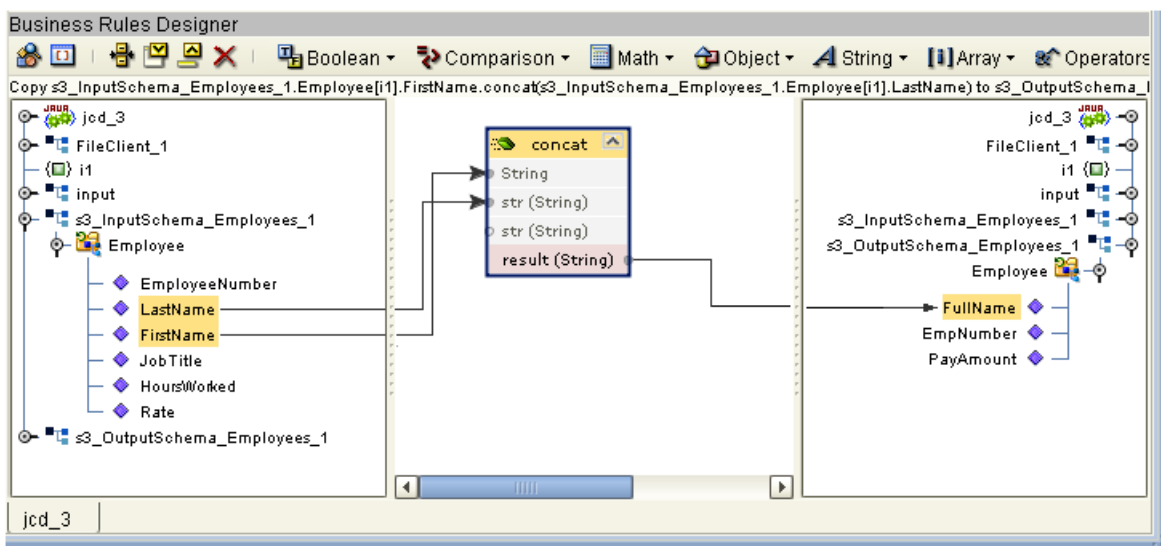 Business Rules Designer
Boolean Comparison Math Object String [i] Array Operators
Copy s3_InputSchema_Employees_1.Employee[i1].FirstName.concat(s3_InputSchema_Employees_1.Employee[i1].LastName) to s3_OutputSchema_
JAVA jcd_3
FileClient_1
{} i1
input
s3_InputSchema_Employees_1
Employee
EmployeeNumber
LastName
FirstName
JobTitle
HoursWorked
Rate
s3_OutputSchema_Employees_1
concat
String
str (String)
str (String)
result (String)
jcd_3 JAVA
FileClient_1
i1 {}
input
s3_InputSchema_Employees_1
s3_OutputSchema_Employees_1
Employee
FullName
EmpNumber
PayAmount
jcd_3